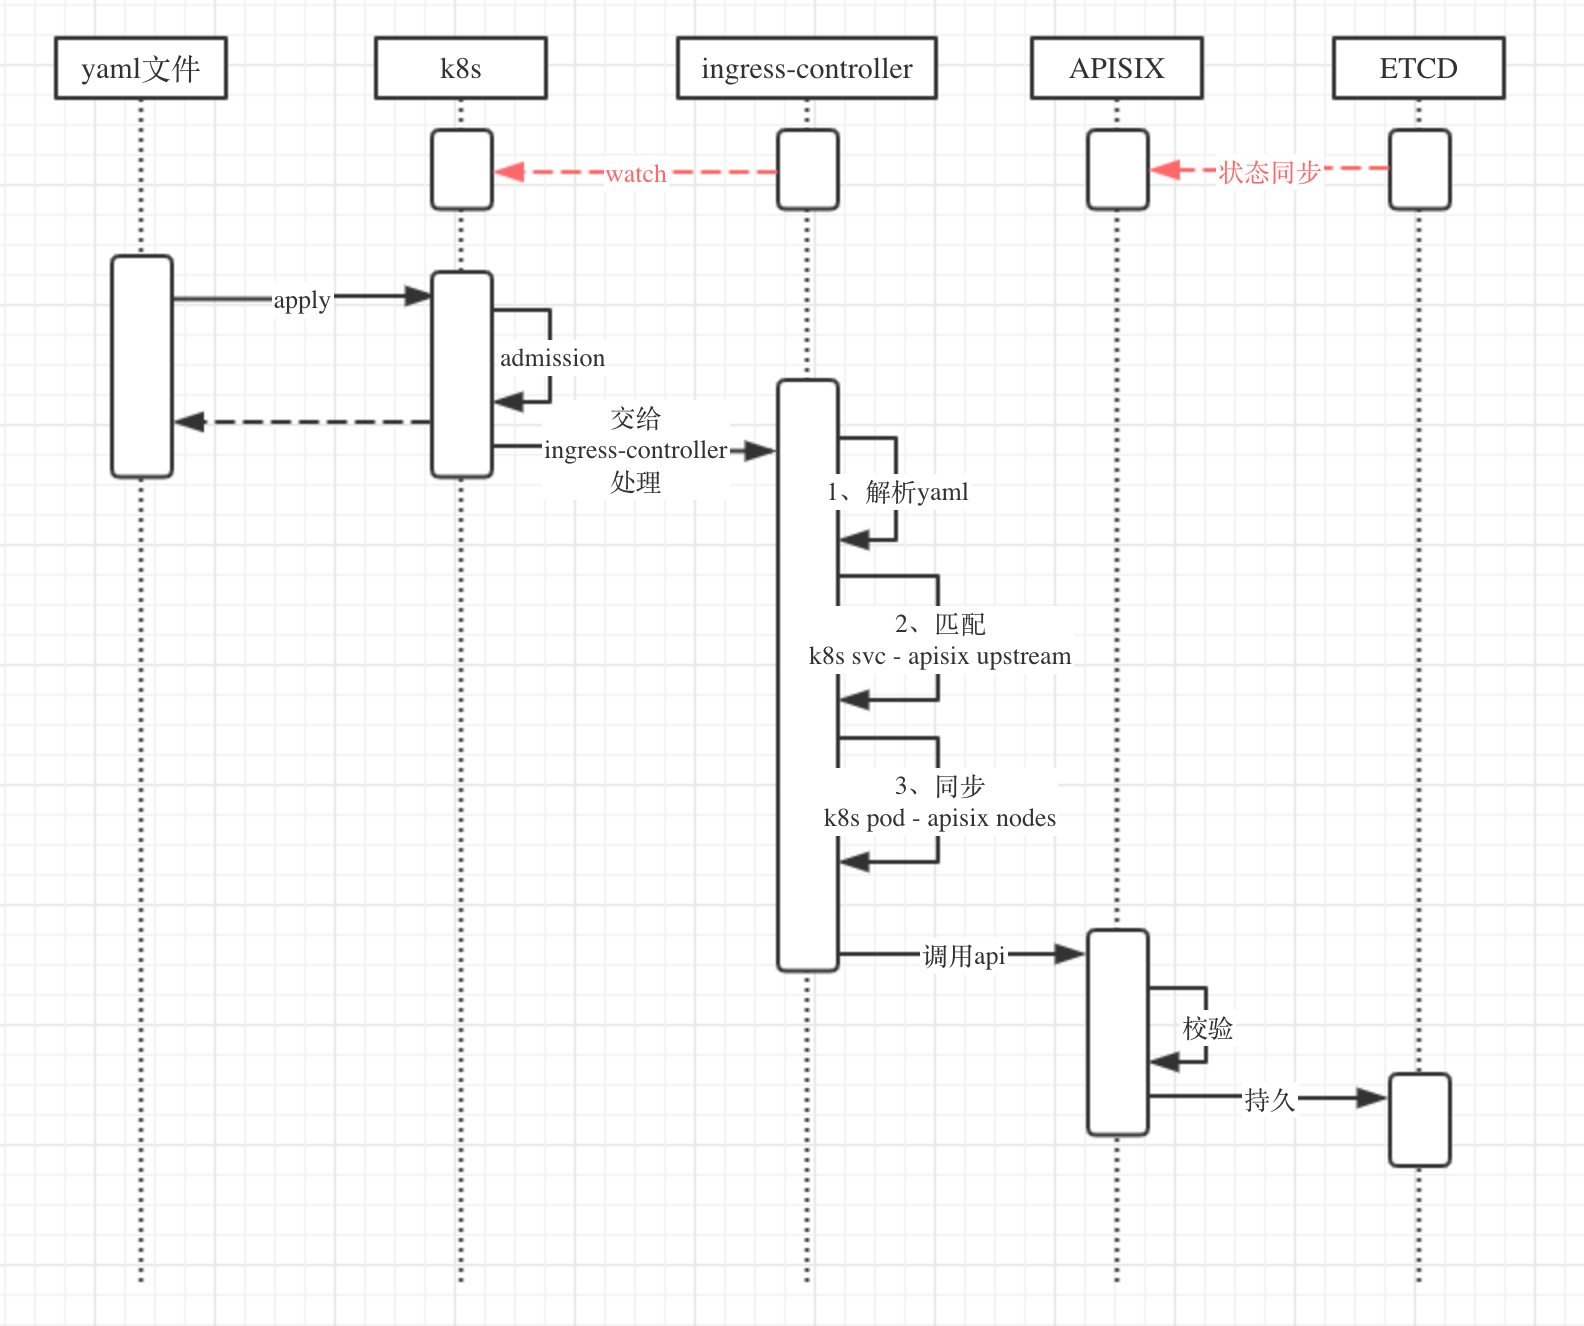 yaml文件
k8s
ingress-controller
APISIX
ETCD
watch
状态同步
apply
admission
交给
ingress-controller
处理
1、解析yaml
2、匹配
k8s svc - apisix upstream
3、同步
k8s pod - apisix nodes
调用api
校验
持久